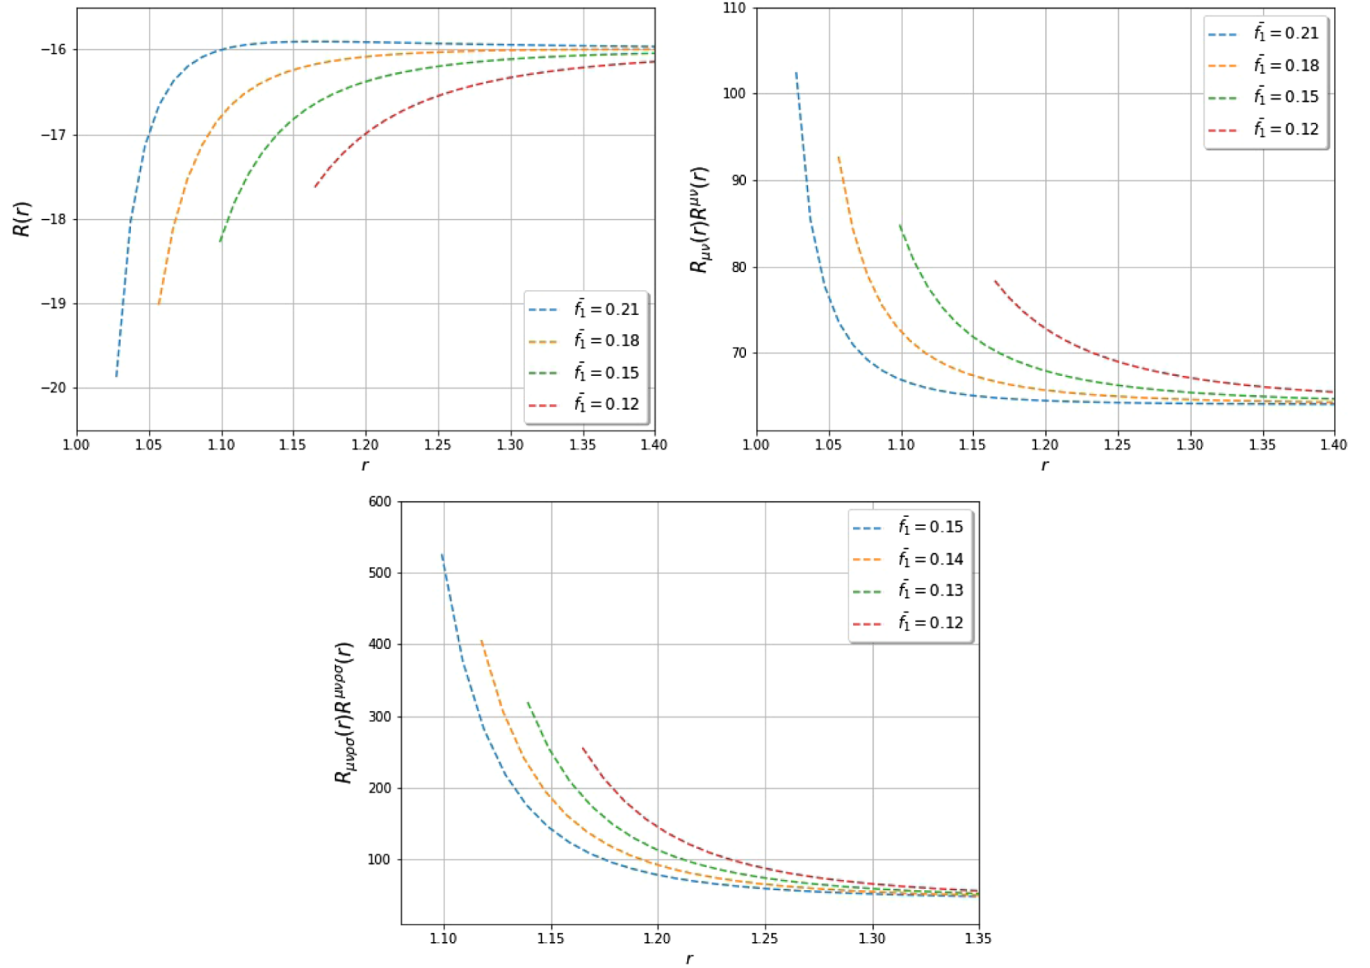 R(r)
−16
−17
−18
−19
−20
1.00 1.05 1.10 1.15 1.20 1.25 1.30 1.35 1.40
r
f̄₁ = 0.21
f̄₁ = 0.18
f̄₁ = 0.15
f̄₁ = 0.12
R_{μν}(r)R^{μν}(r)
110
100
90
80
70
1.00 1.05 1.10 1.15 1.20 1.25 1.30 1.35 1.40
r
f̄₁ = 0.21
f̄₁ = 0.18
f̄₁ = 0.15
f̄₁ = 0.12
R_{μνρσ}(r)R^{μνρσ}(r)
600
500
400
300
200
100
1.10 1.15 1.20 1.25 1.30 1.35
r
f̄₁ = 0.15
f̄₁ = 0.14
f̄₁ = 0.13
f̄₁ = 0.12